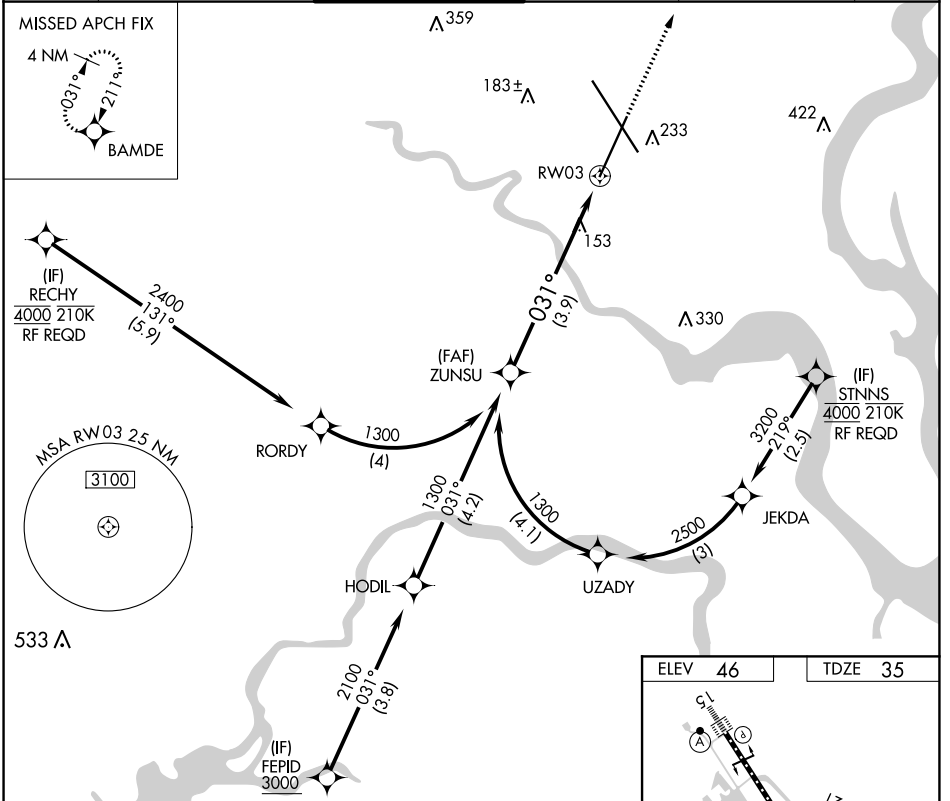 MISSED APCH FIX
4 NM
031°
211°
BAMDE
359
183±
233
422
RW03
153
(IF)
RECHY
4000 210K
RF REQD
2400
131°
(5.9)
031°
(3.9)
330
(FAF)
ZUNSU
(IF)
STNNS
4000 210K
RF REQD
3200
219°
(2.5)
RORDY
1300
(4)
MSA RW03 25 NM
3100
1300
031°
(4.2)
1300
(4.1)
2500
(3)
JEKDA
UZADY
HODIL
533
2100
031°
(3.8)
(IF)
FEPID
3000
ELEV 46
TDZE 35
15
A
P